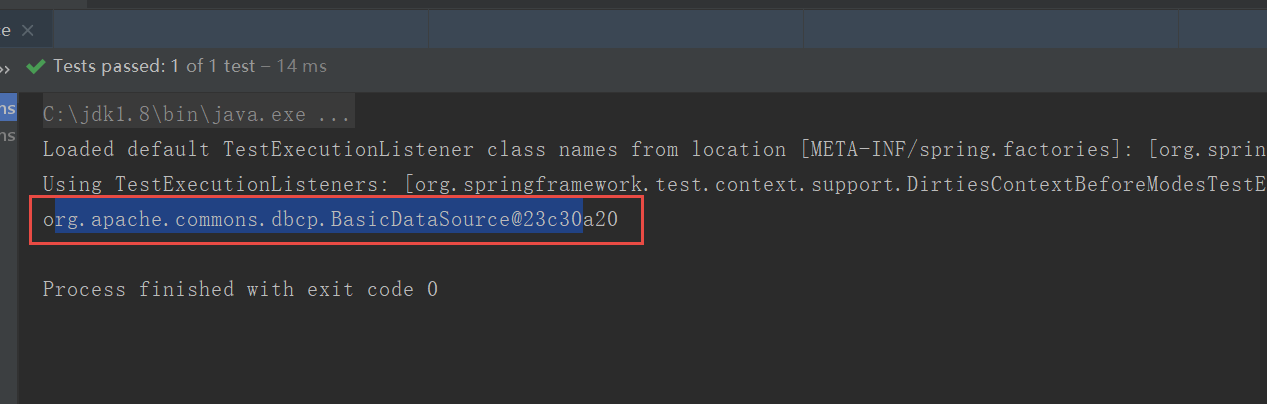 ce ×
>> Tests passed: 1 of 1 test – 14 ms
ns
C:\jdk1.8\bin\java.exe ...
ns
Loaded default TestExecutionListener class names from location [META-INF/spring.factories]: [org.sprin
Using TestExecutionListeners: [org.springframework.test.context.support.DirtiesContextBeforeModesTestE
org.apache.commons.dbcp.BasicDataSource@23c30a20
Process finished with exit code 0